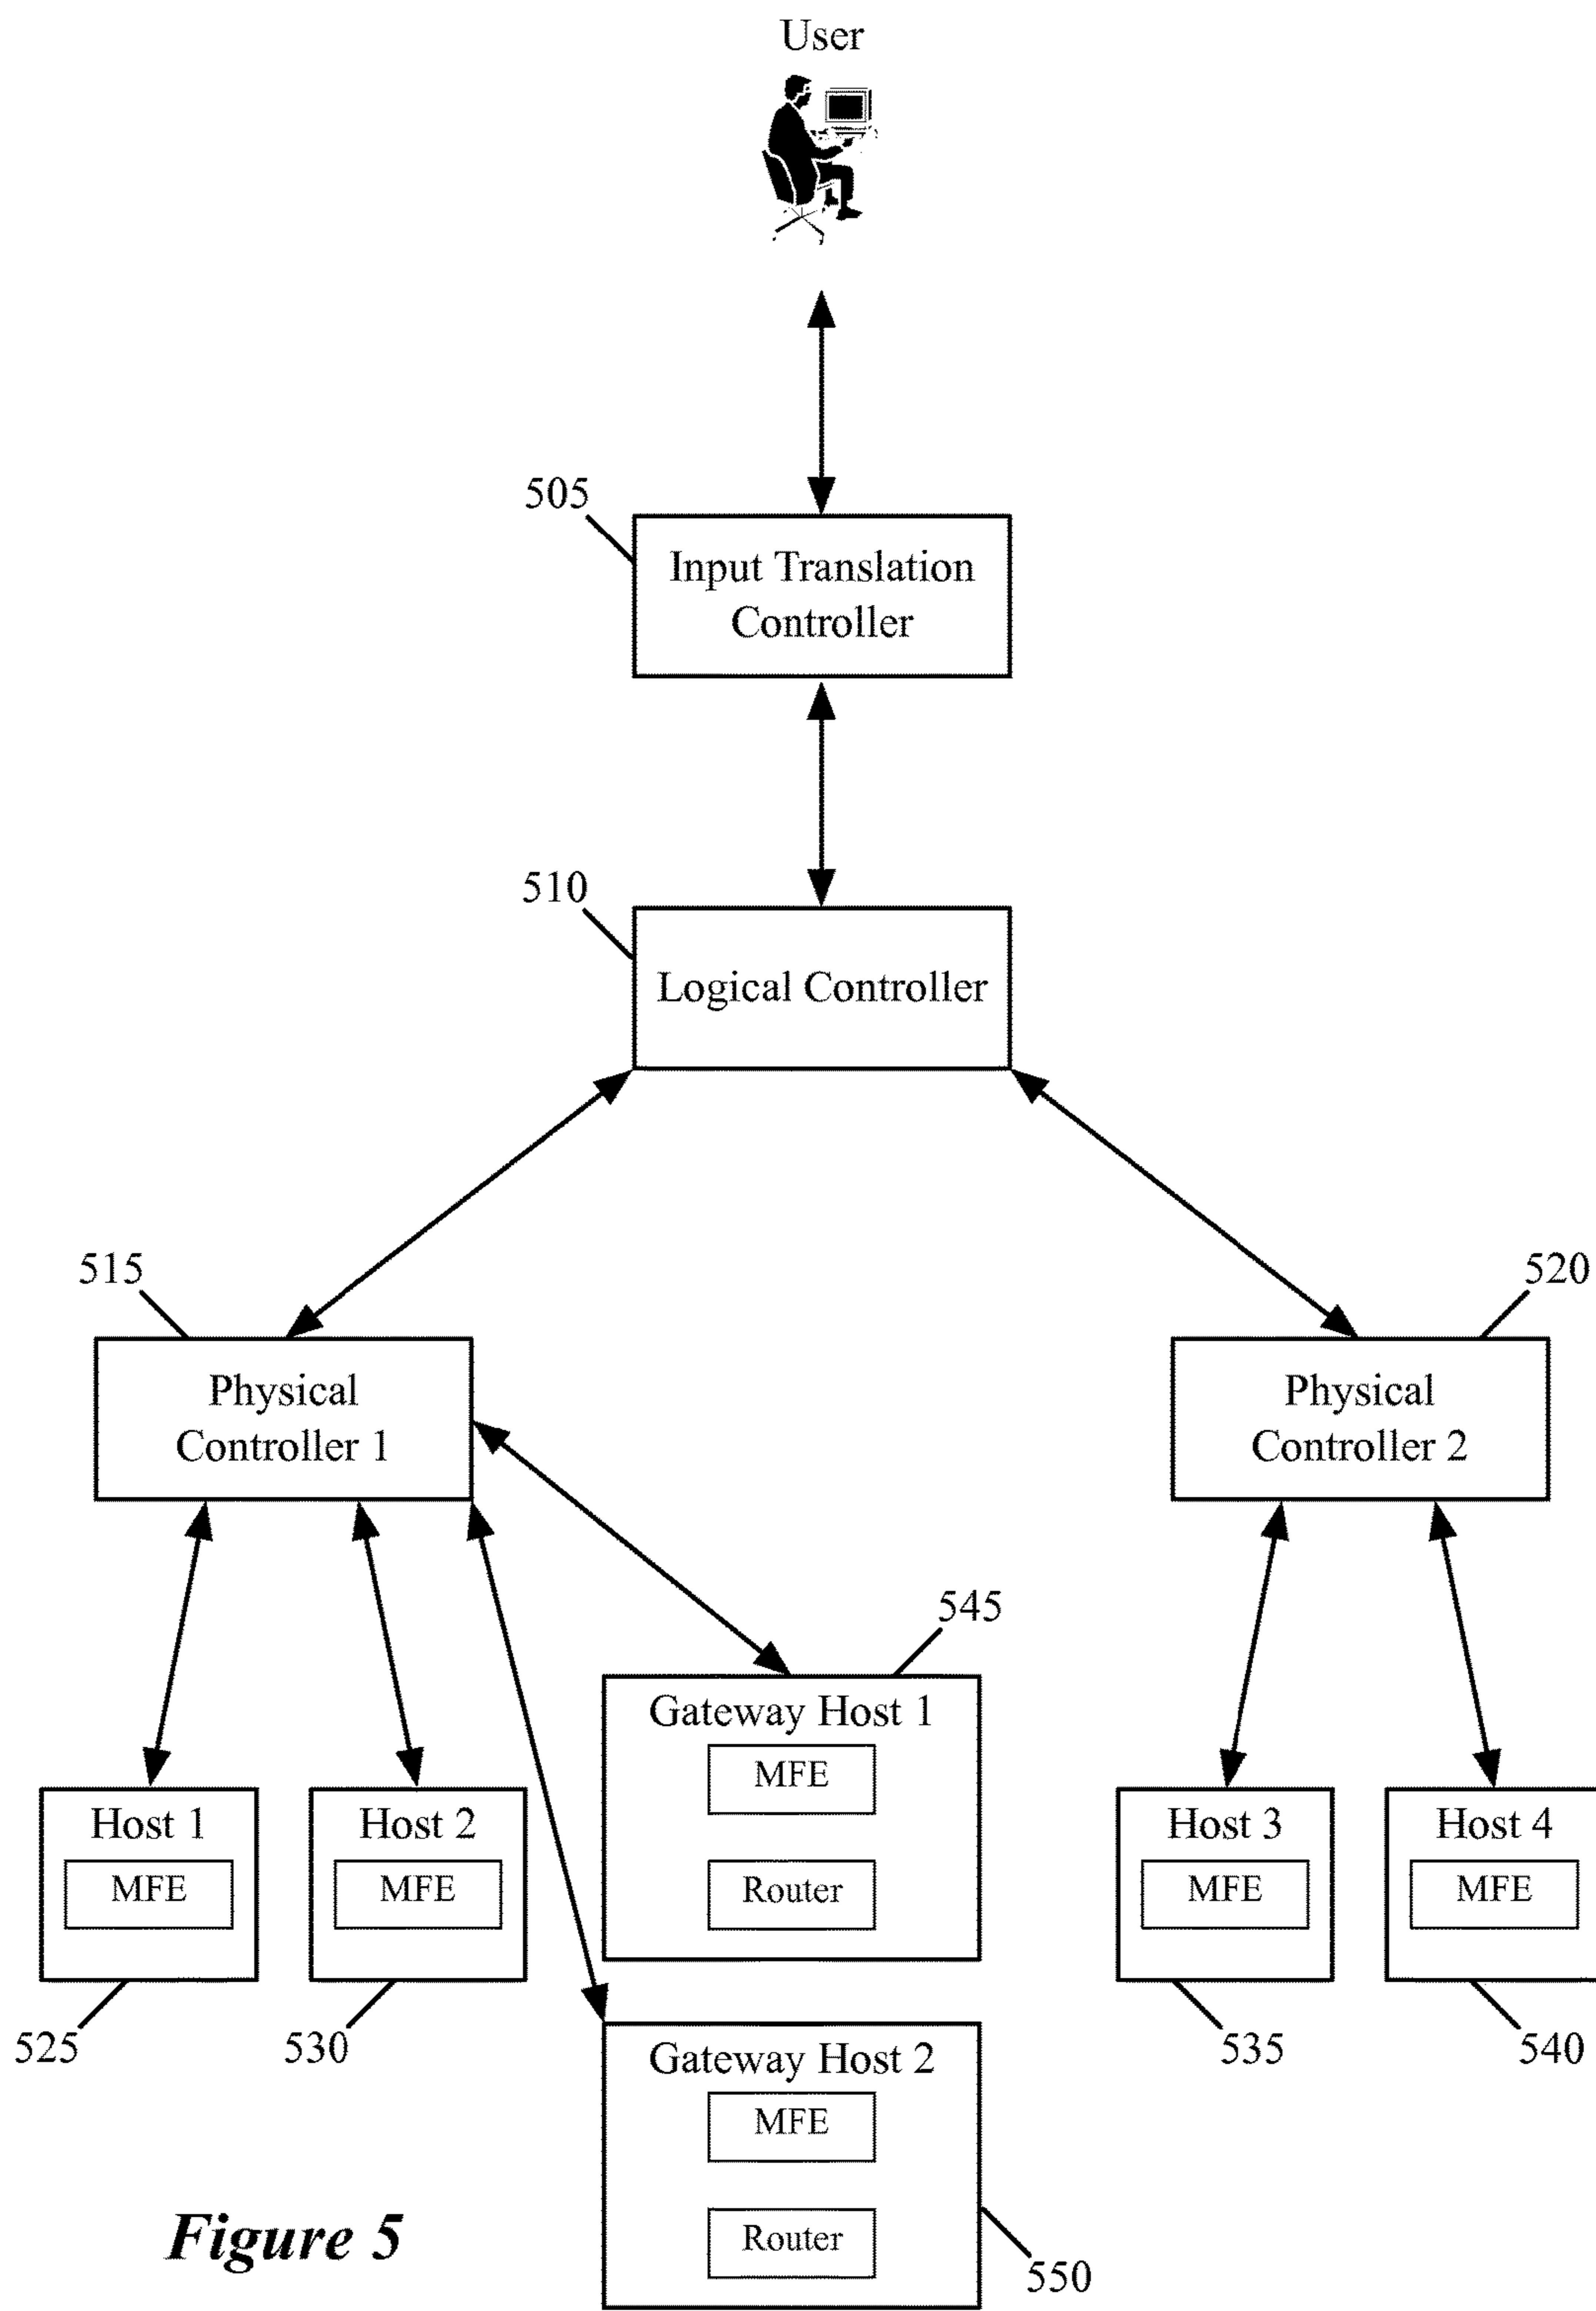 User
505
Input Translation
Controller
510
Logical Controller
515
520
Physical
Controller 1
Physical
Controller 2
545
Gateway Host 1
MFE
Router
Host 1
MFE
Host 2
MFE
Host 3
MFE
Host 4
MFE
525
530
535
540
Gateway Host 2
MFE
Router
550
Figure 5